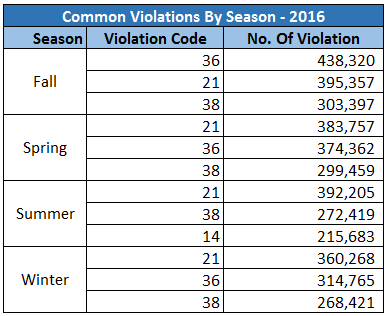 Common Violations By Season - 2016
Season Violation Code No. Of Violation
36 438,320
Fall 21 395,357
38 303,397
21 383,757
Spring 36 374,362
38 299,459
21 392,205
Summer 38 272,419
14 215,683
21 360,268
Winter 36 314,765
38 268,421